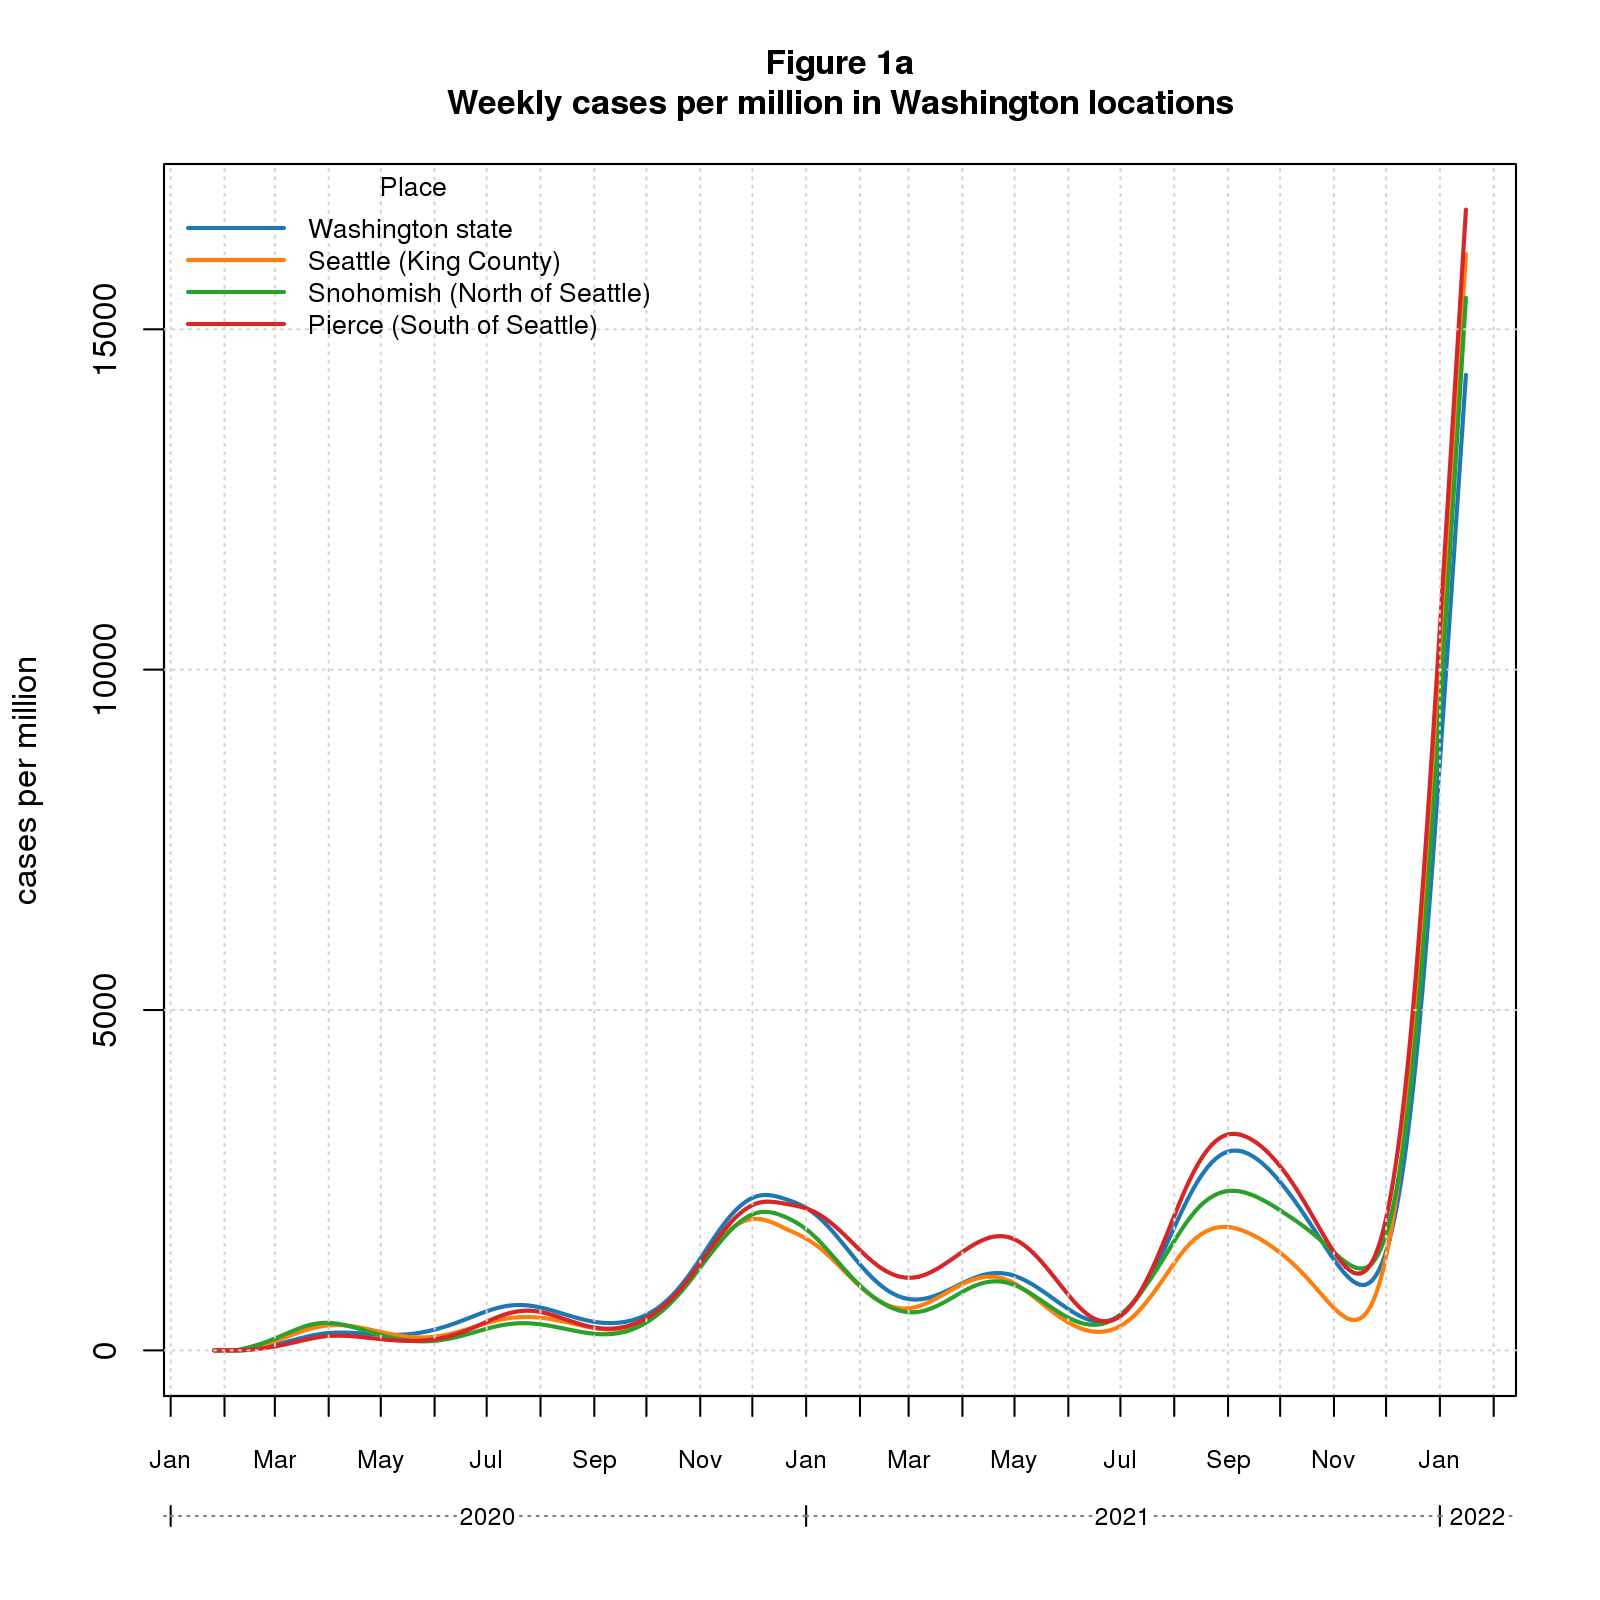 Figure 1a
Weekly cases per million in Washington locations
Place
Washington state
Seattle (King County)
Snohomish (North of Seattle)
Pierce (South of Seattle)
cases per million
15000
10000
5000
0
Jan Mar May Jul Sep Nov Jan Mar May Jul Sep Nov Jan
2020 2021 2022